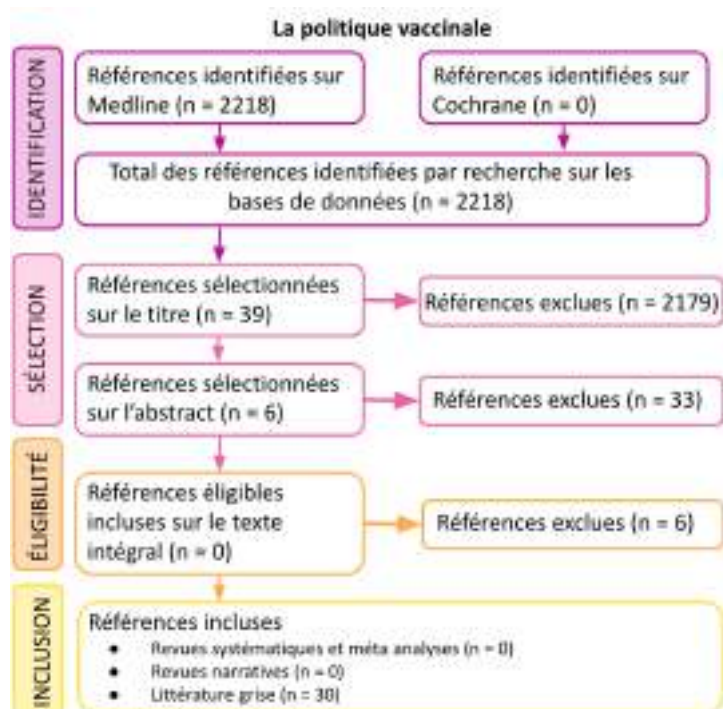 La politique vaccinale
IDENTIFICATION
Références identifiées sur
Medline (n = 2218)
Références identifiées sur
Cochrane (n = 0)
Total des références identifiées par recherche sur les
bases de données (n = 2218)
SÉLECTION
Références sélectionnées
sur le titre (n = 39)
Références exclues (n = 2179)
Références sélectionnées
sur l'abstract (n = 6)
Références exclues (n = 33)
ÉLIGIBILITÉ
Références éligibles
incluses sur le texte
intégral (n = 0)
Références exclues (n = 6)
INCLUSION
Références incluses
● Revues systématiques et méta analyses (n = 0)
● Revues narratives (n = 0)
● Littérature grise (n = 30)